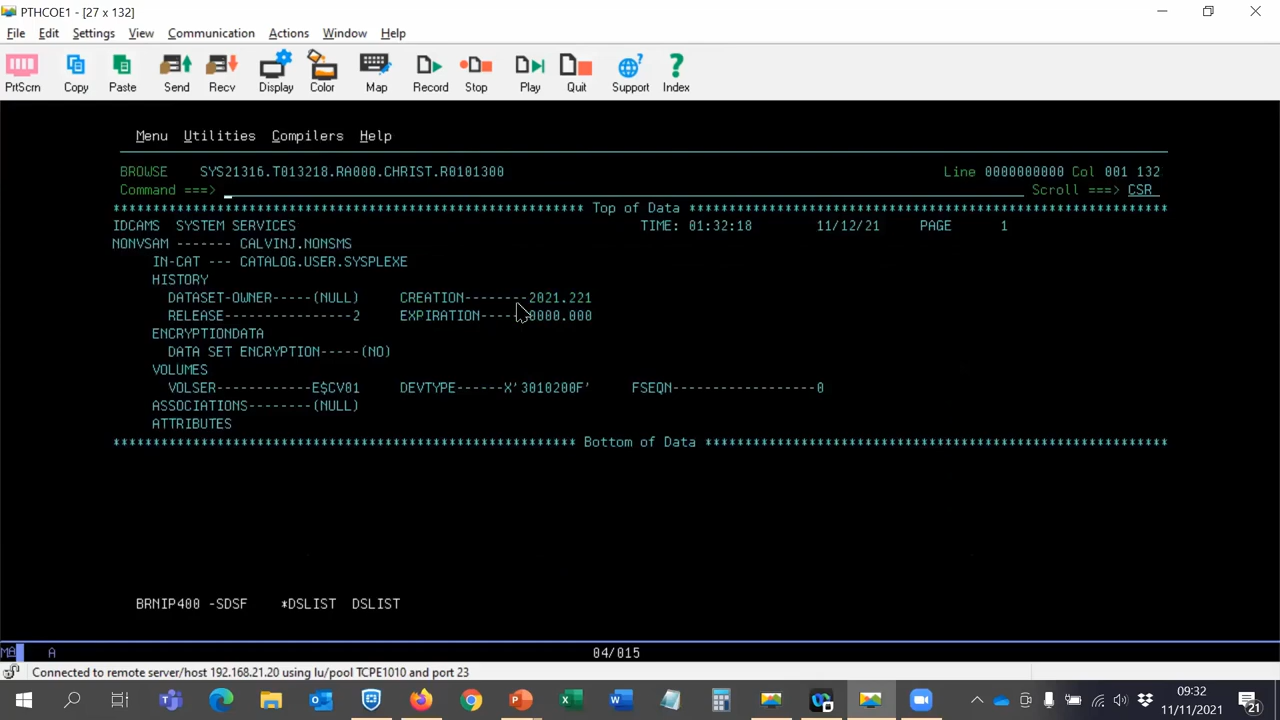 PTHCOE1 - [27 x 132]
File Edit Settings View Communication Actions Window Help
PrtScrn Copy Paste Send Recv Display Color Map Record Stop Play Quit Support Index
Menu Utilities Compilers Help
BROWSE SYS21316.T013218.RA000.CHRIST.R0101300 Line 0000000000 Col 001 132
Command ===> Scroll ===> CSR
*********************************************************** Top of Data ************************************************************
IDCAMS SYSTEM SERVICES TIME: 01:32:18 11/12/21 PAGE 1
NONVSAM ------- CALVINJ.NONSMS
IN-CAT --- CATALOG.USER.SYSPLEXE
HISTORY
DATASET-OWNER-----(NULL) CREATION--------2021.221
RELEASE----------------2 EXPIRATION------0000.000
ENCRYPTIONDATA
DATA SET ENCRYPTION-----(NO)
VOLUMES
VOLSER------------E$CV01 DEVTYPE------X'3010200F' FSEQN------------------0
ASSOCIATIONS--------(NULL)
ATTRIBUTES
********************************************************** Bottom of Data **********************************************************
BRNIP400 -SDSF *DSLIST DSLIST
MA A 04/015
Connected to remote server/host 192.168.21.20 using lu/pool TCPE1010 and port 23
09:32
11/11/2021
21